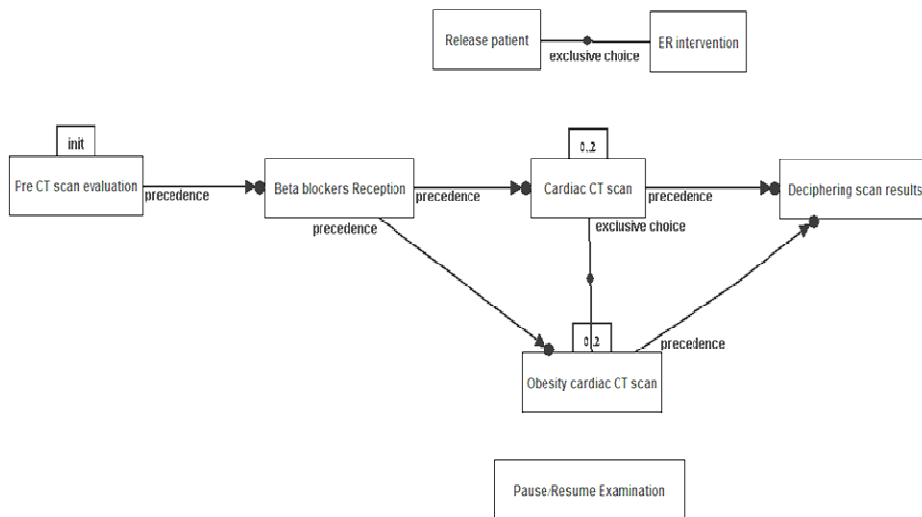 Release patient
ER intervention
exclusive choice
init
0..2
Pre CT scan evaluation
Beta blockers Reception
Cardiac CT scan
Deciphering scan results
precedence
precedence
precedence
precedence
exclusive choice
0..2
precedence
Obesity cardiac CT scan
Pause/Resume Examination